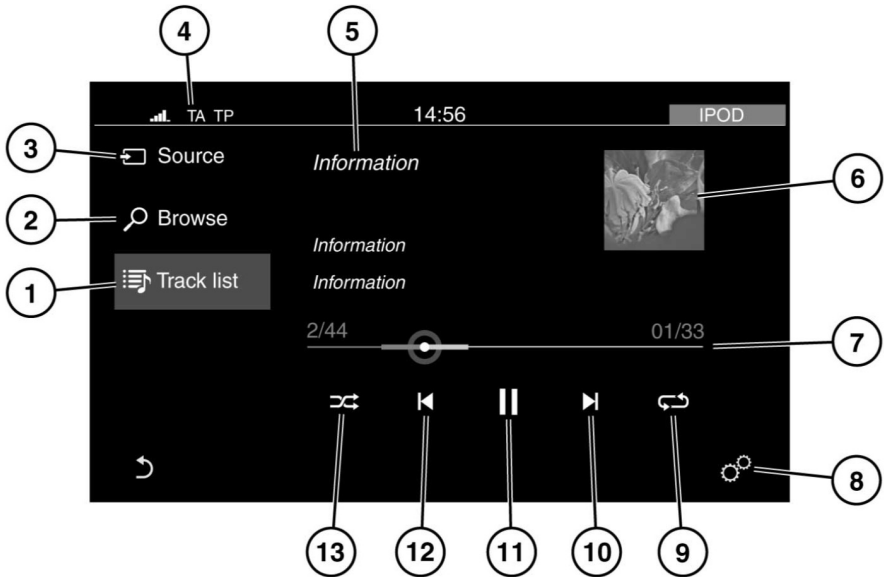 4 5
TA TP 14:56 IPOD
3 Source Information 6
2 Browse
Information
1 Track list Information
2/44 01/33
7
8
13 12 11 10 9